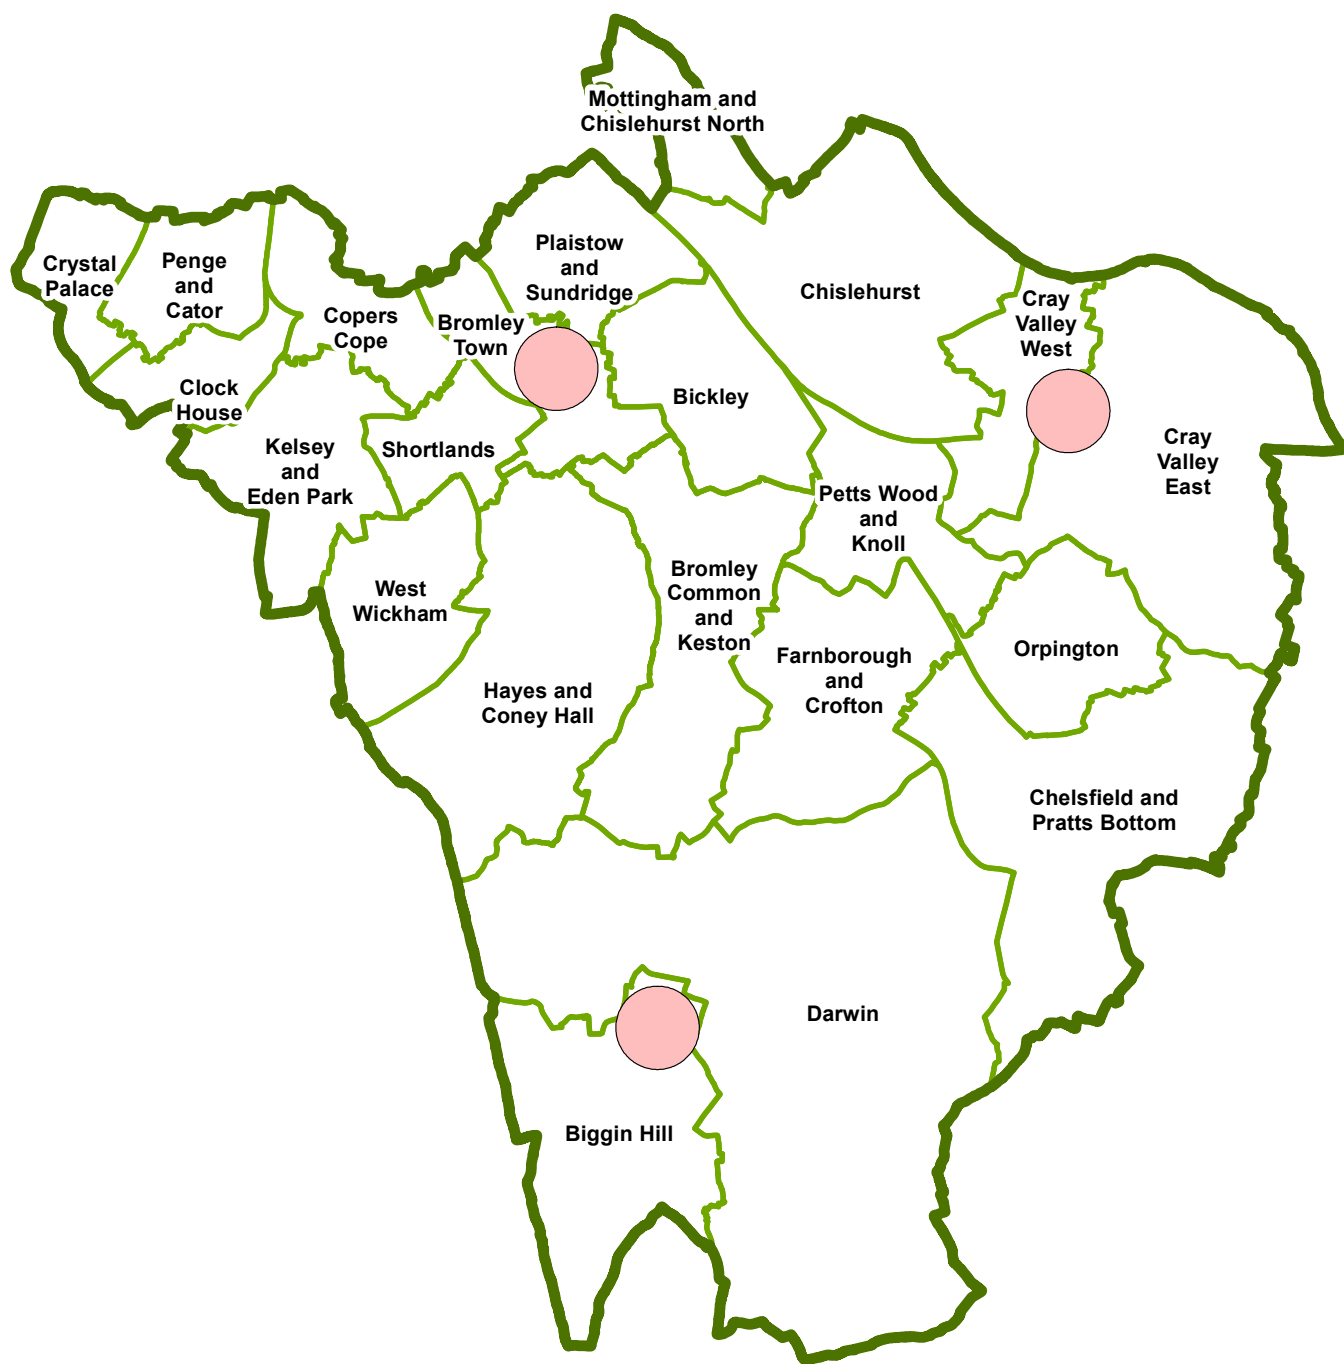 Mottingham and
Chislehurst North
Plaistow
and
Sundridge
Crystal
Palace
Penge
and
Cator
Chislehurst
Cray
Valley
West
Copers
Cope
Bromley
Town
Clock
House
Bickley
Kelsey
and
Eden Park
Shortlands
Cray
Valley
East
Petts Wood
and
Knoll
West
Wickham
Bromley
Common
and
Keston
Farnborough
and
Crofton
Orpington
Hayes and
Coney Hall
Chelsfield and
Pratts Bottom
Darwin
Biggin Hill